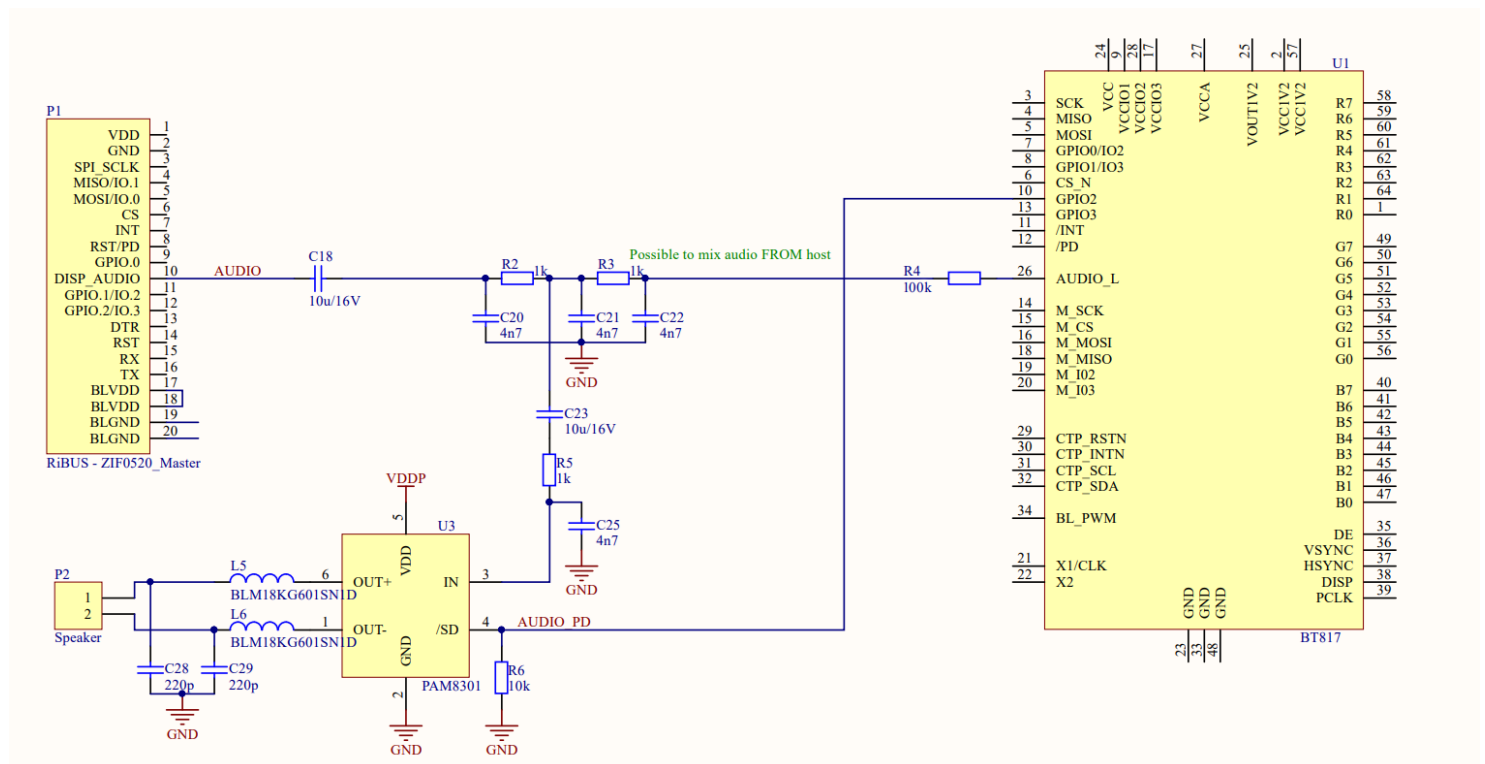 P1
VDD 1
GND 2
SPI_SCLK 3
MISO/IO.1 4
MOSI/IO.0 5
CS 6
INT 7
RST/PD 8
GPIO.0 9
DISP_AUDIO 10
GPIO.1/IO.2 11
GPIO.2/IO.3 12
DTR 13
RST 14
RX 15
TX 16
BLVDD 17
BLVDD 18
BLGND 19
BLGND 20
RiBUS - ZIF0520_Master
AUDIO
C18
10u/16V
R2
1k
R3
1k
Possible to mix audio FROM host
R4
100k
C20
4n7
C21
4n7
C22
4n7
GND
C23
10u/16V
R5
1k
C25
4n7
GND
VDDP
5
U3
VDD
6 OUT+
1 OUT-
IN 3
/SD 4
GND
2
PAM8301
GND
AUDIO_PD
R6
10k
GND
L5
BLM18KG601SN1D
L6
BLM18KG601SN1D
P2
1
2
Speaker
C28
220p
C29
220p
GND
U1
24 9 28 17 27 25 2 57
VCC VCCIO1 VCCIO2 VCCIO3 VCCA VOUT1V2 VCC1V2 VCC1V2
3 SCK
4 MISO
5 MOSI
7 GPIO0/IO2
8 GPIO1/IO3
6 CS_N
10 GPIO2
13 GPIO3
11 /INT
12 /PD
26 AUDIO_L
14 M_SCK
15 M_CS
16 M_MOSI
18 M_MISO
19 M_I02
20 M_I03
29 CTP_RSTN
30 CTP_INTN
31 CTP_SCL
32 CTP_SDA
34 BL_PWM
21 X1/CLK
22 X2
R7 58
R6 59
R5 60
R4 61
R3 62
R2 63
R1 64
R0 1
G7 49
G6 50
G5 51
G4 52
G3 53
G2 54
G1 55
G0 56
B7 40
B6 41
B5 42
B4 43
B3 44
B2 45
B1 46
B0 47
DE 35
VSYNC 36
HSYNC 37
DISP 38
PCLK 39
GND GND GND
23 33 48
BT817